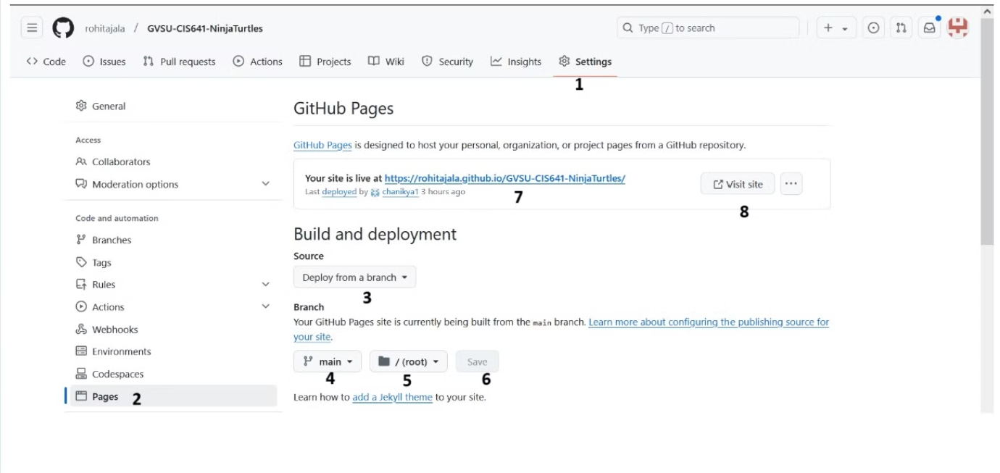 rohitajala / GVSU-CIS641-NinjaTurtles
Type / to search
Code Issues Pull requests Actions Projects Wiki Security Insights Settings
1
General
Access
Collaborators
Moderation options
Code and automation
Branches
Tags
Rules
Actions
Webhooks
Environments
Codespaces
Pages 2
GitHub Pages
GitHub Pages is designed to host your personal, organization, or project pages from a GitHub repository.
Your site is live at https://rohitajala.github.io/GVSU-CIS641-NinjaTurtles/
Last deployed by chanikya1 3 hours ago
7
Visit site ...
8
Build and deployment
Source
Deploy from a branch
3
Branch
Your GitHub Pages site is currently being built from the main branch. Learn more about configuring the publishing source for
your site.
main / (root) Save
4 5 6
Learn how to add a Jekyll theme to your site.